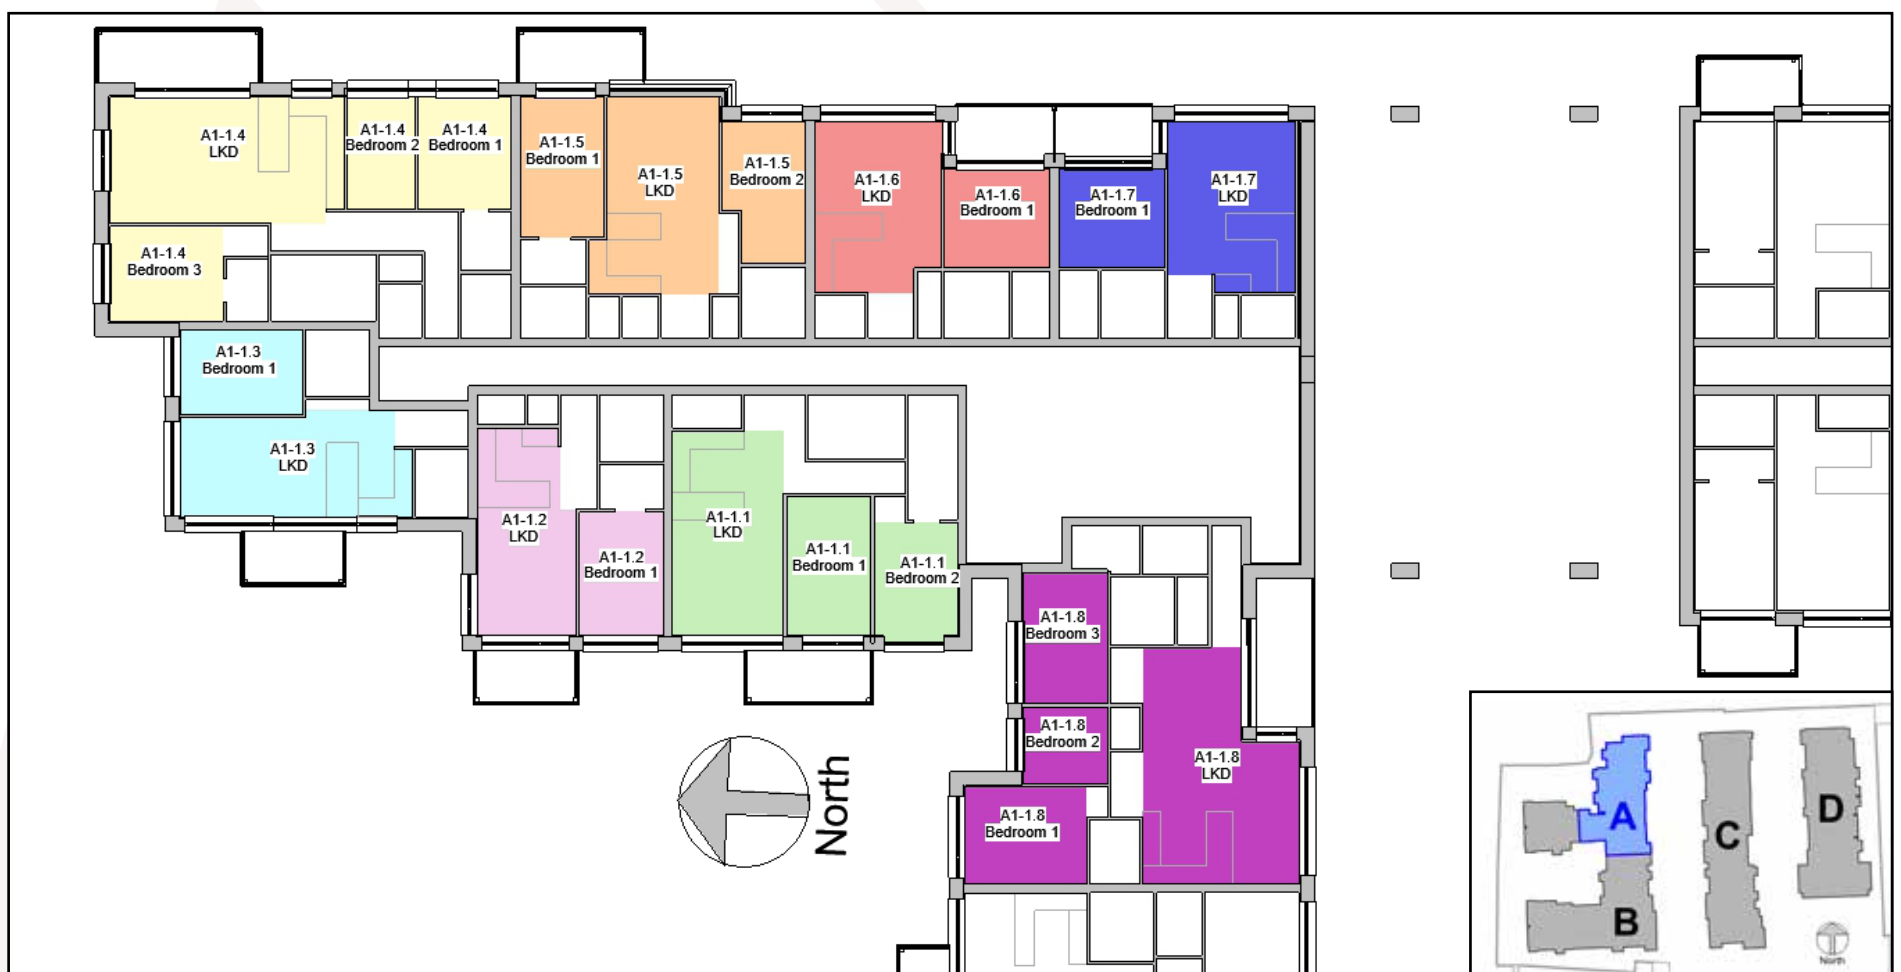 A1-1.4
LKD
A1-1.4
Bedroom 2
A1-1.4
Bedroom 1
A1-1.5
Bedroom 1
A1-1.5
LKD
A1-1.5
Bedroom 2
A1-1.6
LKD
A1-1.6
Bedroom 1
A1-1.7
Bedroom 1
A1-1.7
LKD
A1-1.4
Bedroom 3
A1-1.3
Bedroom 1
A1-1.3
LKD
A1-1.2
LKD
A1-1.2
Bedroom 1
A1-1.1
LKD
A1-1.1
Bedroom 1
A1-1.1
Bedroom 2
A1-1.8
Bedroom 3
A1-1.8
Bedroom 2
A1-1.8
LKD
A1-1.8
Bedroom 1
North
A
B
C
D
North